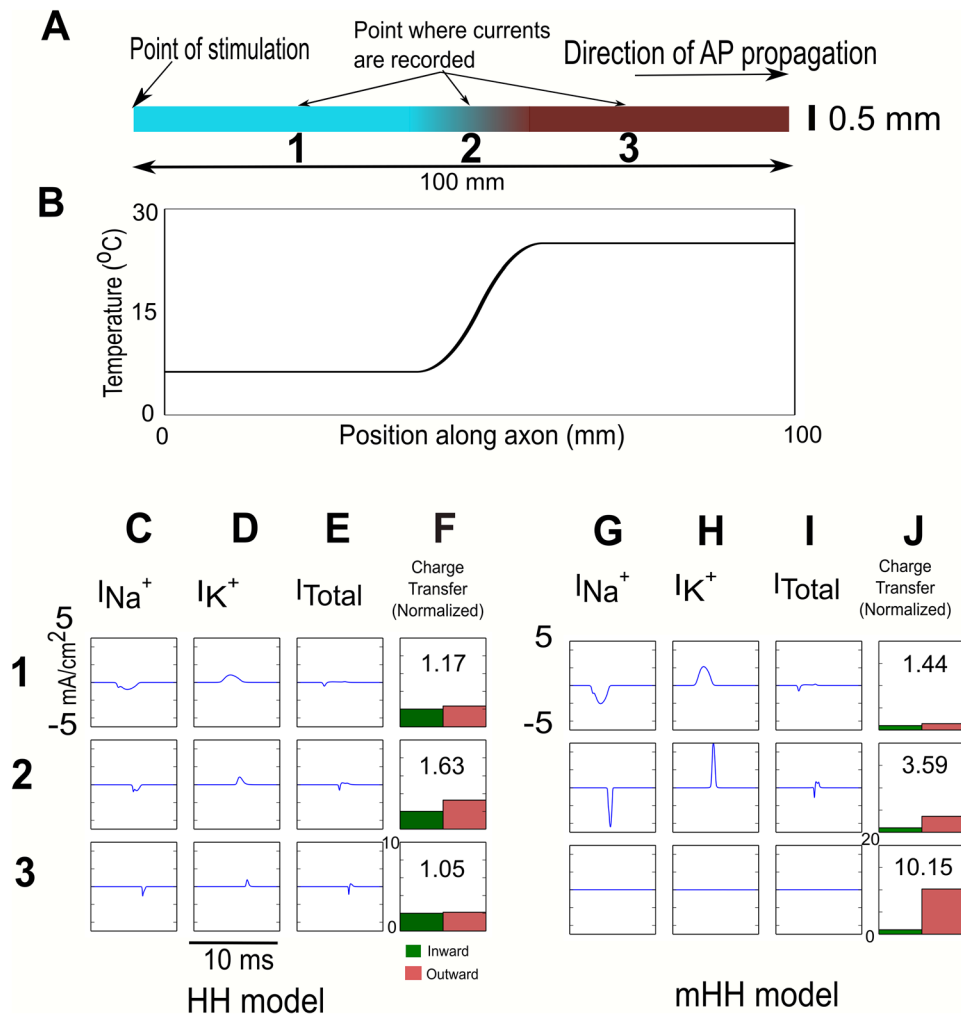 A
Point of stimulation
Point where currents
are recorded
Direction of AP propagation
1
2
3
0.5 mm
100 mm
B
30
15
0
Temperature (⁰C)
0
Position along axon (mm)
100
C
D
E
F
INa⁺
IK⁺
ITotal
Charge
Transfer
(Normalized)
5
mA/cm²
-5
1
1.17
2
1.63
3
10
1.05
0
10 ms
Inward
Outward
HH model
G
H
I
J
INa⁺
IK⁺
ITotal
Charge
Transfer
(Normalized)
5
-5
1.44
3.59
20
10.15
0
mHH model